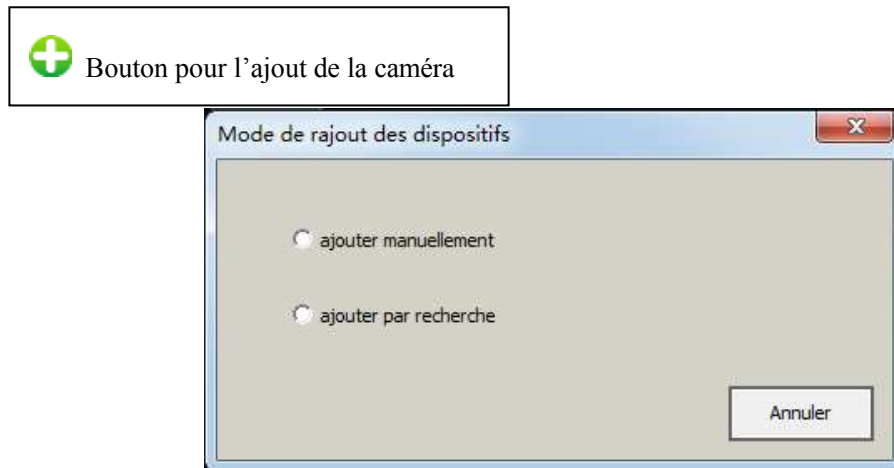 Bouton pour l’ajout de la caméra
Mode de rajout des dispositifs
ajouter manuellement
ajouter par recherche
Annuler